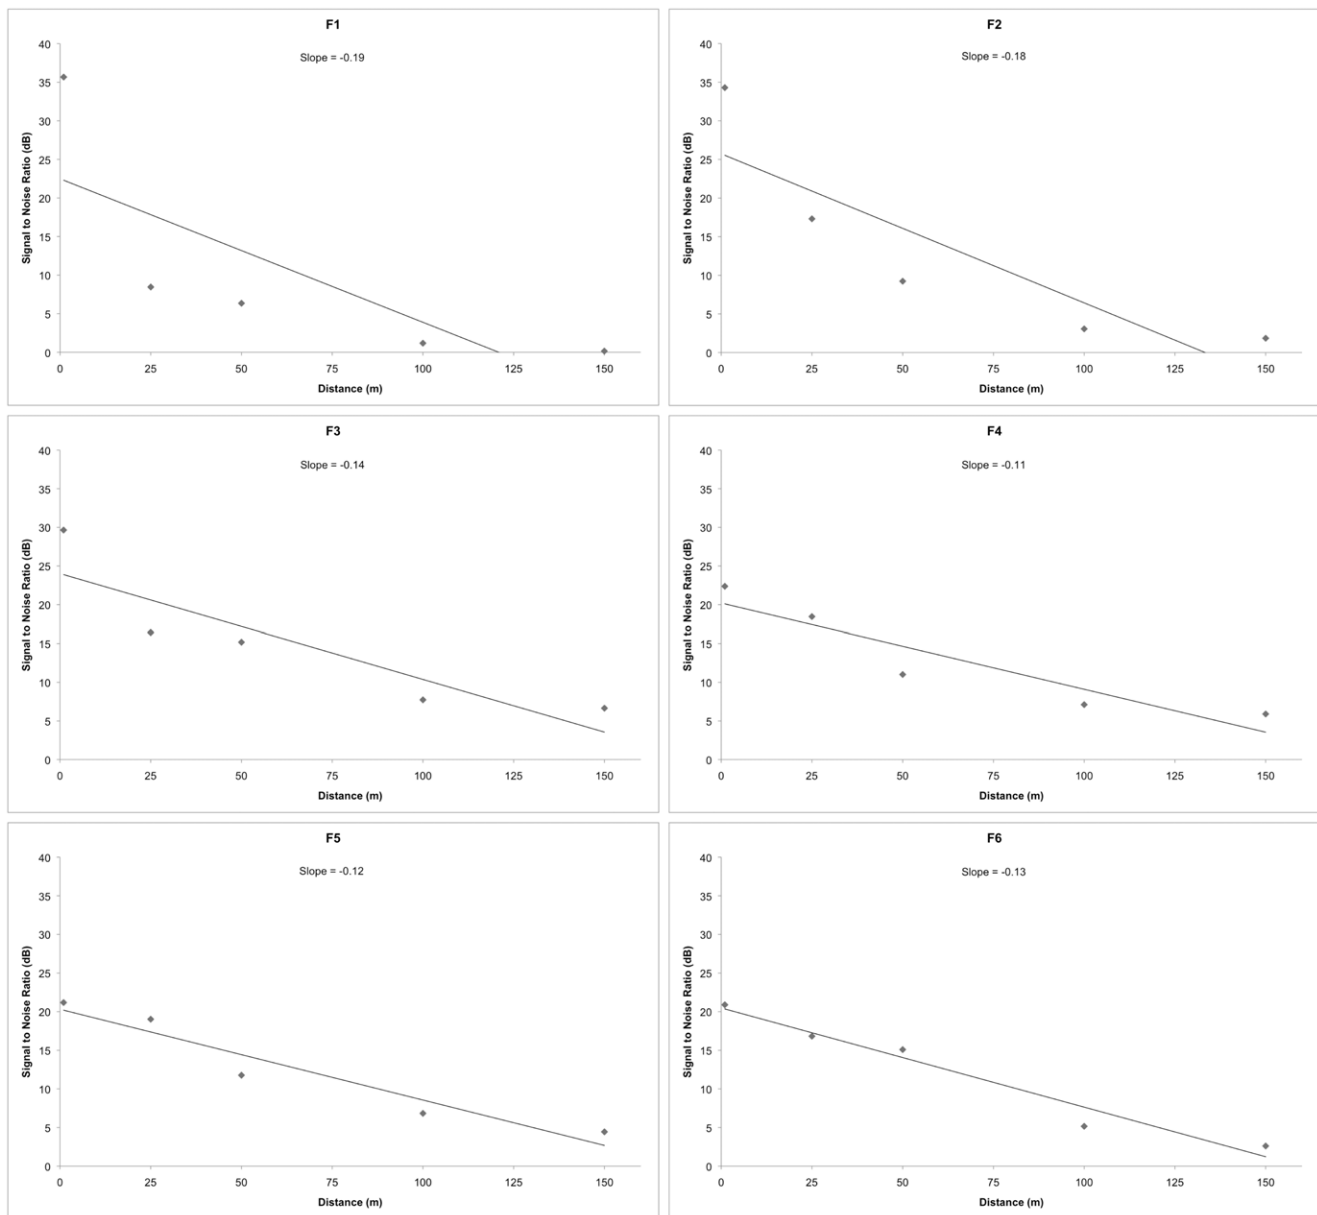 F1
Slope = -0.19
40
35
30
25
20
15
10
5
0
Signal to Noise Ratio (dB)
0 25 50 75 100 125 150
Distance (m)
F2
Slope = -0.18
40
35
30
25
20
15
10
5
0
Signal to Noise Ratio (dB)
0 25 50 75 100 125 150
Distance (m)
F3
Slope = -0.14
40
35
30
25
20
15
10
5
0
Signal to Noise Ratio (dB)
0 25 50 75 100 125 150
Distance (m)
F4
Slope = -0.11
40
35
30
25
20
15
10
5
0
Signal to Noise Ratio (dB)
0 25 50 75 100 125 150
Distance (m)
F5
Slope = -0.12
40
35
30
25
20
15
10
5
0
Signal to Noise Ratio (dB)
0 25 50 75 100 125 150
Distance (m)
F6
Slope = -0.13
40
35
30
25
20
15
10
5
0
Signal to Noise Ratio (dB)
0 25 50 75 100 125 150
Distance (m)